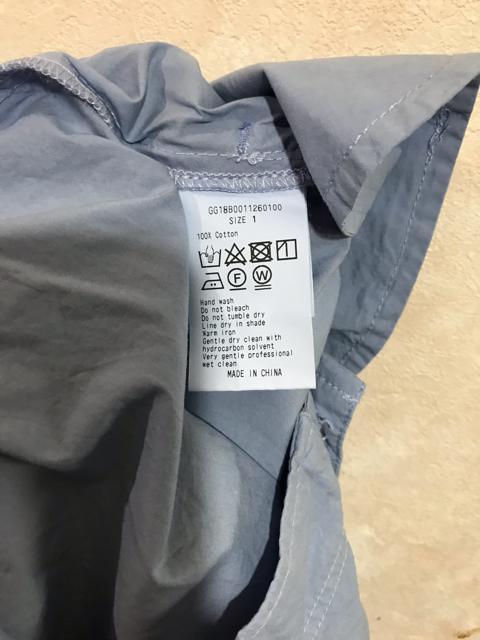 GG18B0011260100
SIZE 1
100% Cotton
F W
Hand wash
Do not bleach
Do not tumble dry
Line dry in shade
Warm iron
Gentle dry clean with
hydrocarbon solvent
Very gentle professional
wet clean
MADE IN CHINA